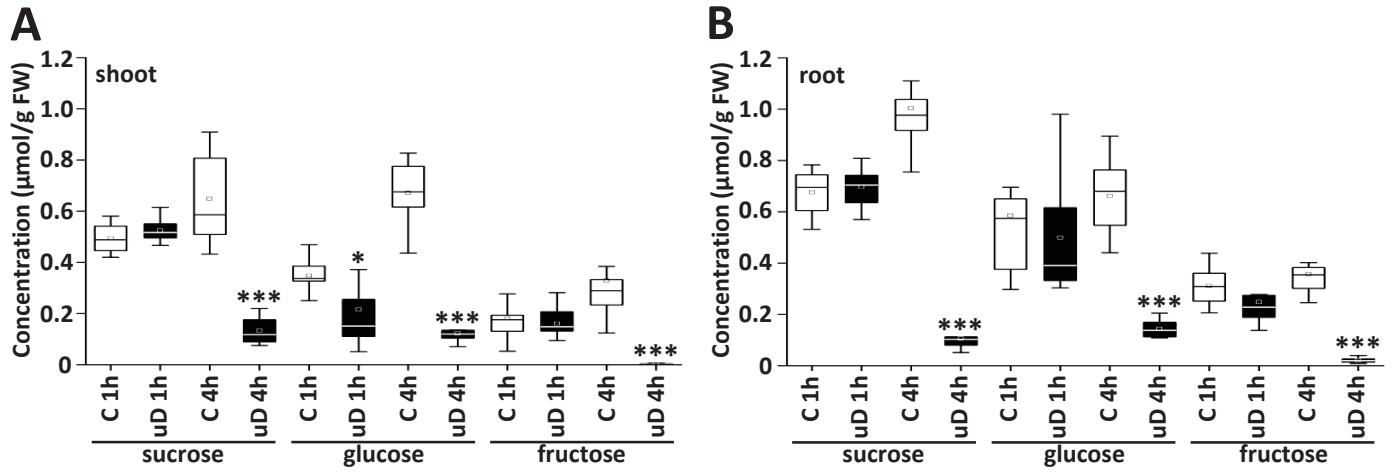 A
B
Concentration (µmol/g FW)
1.2
1.0
0.8
0.6
0.4
0.2
0
shoot
***
*
***
***
C 1h
uD 1h
C 4h
uD 4h
C 1h
uD 1h
C 4h
uD 4h
C 1h
uD 1h
C 4h
uD 4h
sucrose
glucose
fructose
Concentration (µmol/g FW)
1.2
1.0
0.8
0.6
0.4
0.2
0
root
***
***
***
C 1h
uD 1h
C 4h
uD 4h
C 1h
uD 1h
C 4h
uD 4h
C 1h
uD 1h
C 4h
uD 4h
sucrose
glucose
fructose